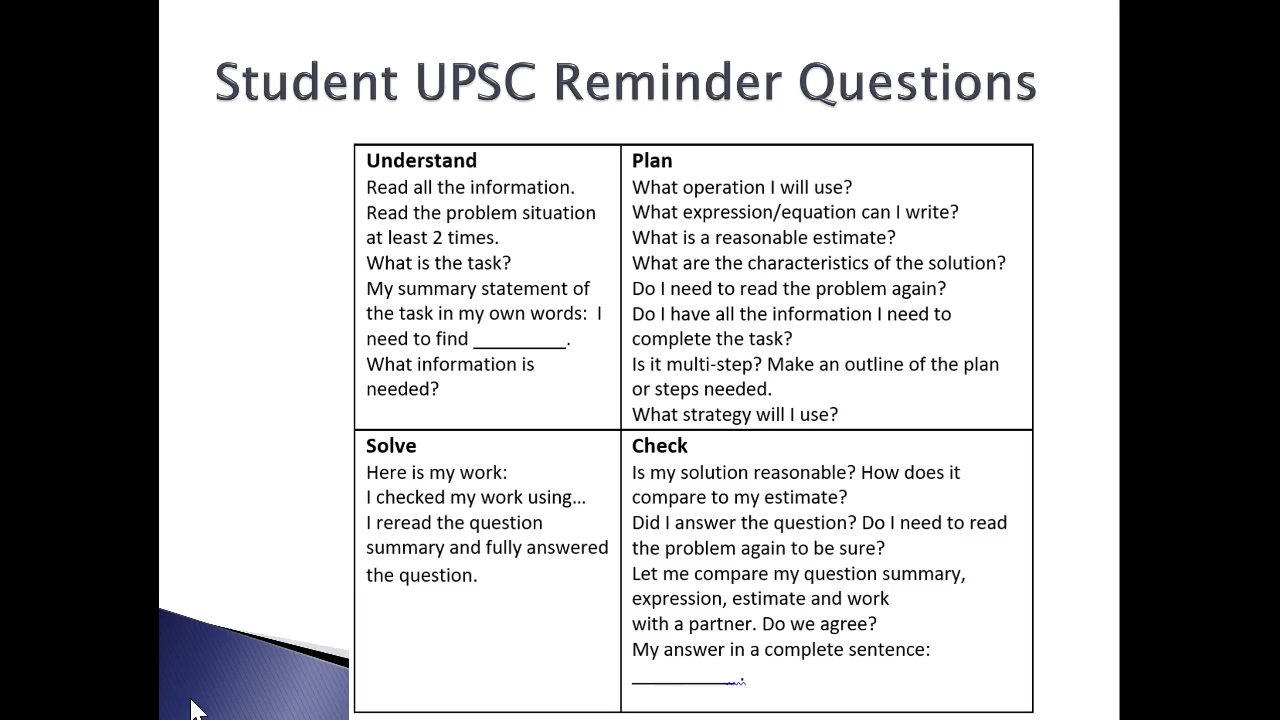 Student UPSC Reminder Questions
Understand
Read all the information.
Read the problem situation
at least 2 times.
What is the task?
My summary statement of
the task in my own words:  I
need to find __________.
What information is
needed?
Plan
What operation I will use?
What expression/equation can I write?
What is a reasonable estimate?
What are the characteristics of the solution?
Do I need to read the problem again?
Do I have all the information I need to
complete the task?
Is it multi-step? Make an outline of the plan
or steps needed.
What strategy will I use?
Solve
Here is my work:
I checked my work using…
I reread the question
summary and fully answered
the question.
Check
Is my solution reasonable? How does it
compare to my estimate?
Did I answer the question? Do I need to read
the problem again to be sure?
Let me compare my question summary,
expression, estimate and work
with a partner. Do we agree?
My answer in a complete sentence:
____________.